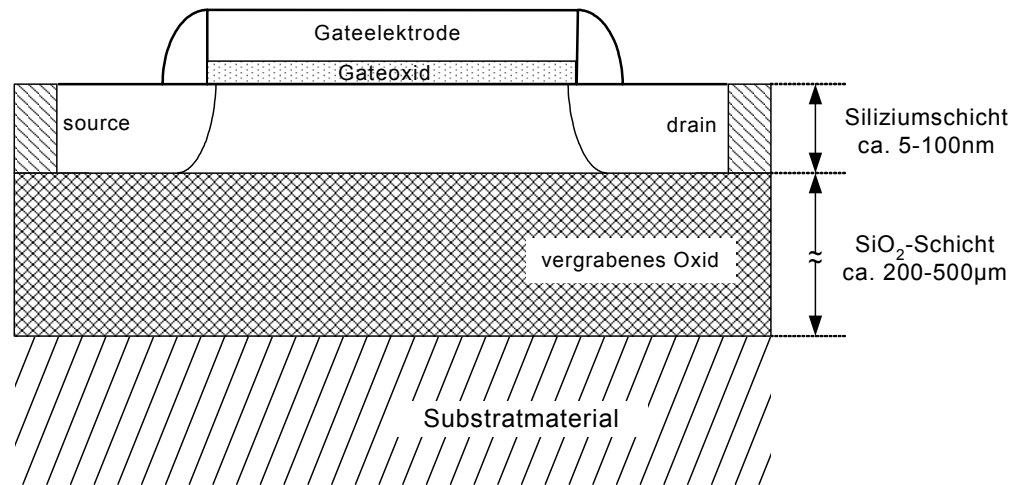 Gateelektrode
Gateoxid
source
drain
Siliziumschicht
ca. 5-100nm
vergrabenes Oxid
≈
SiO₂-Schicht
ca. 200-500µm
Substratmaterial